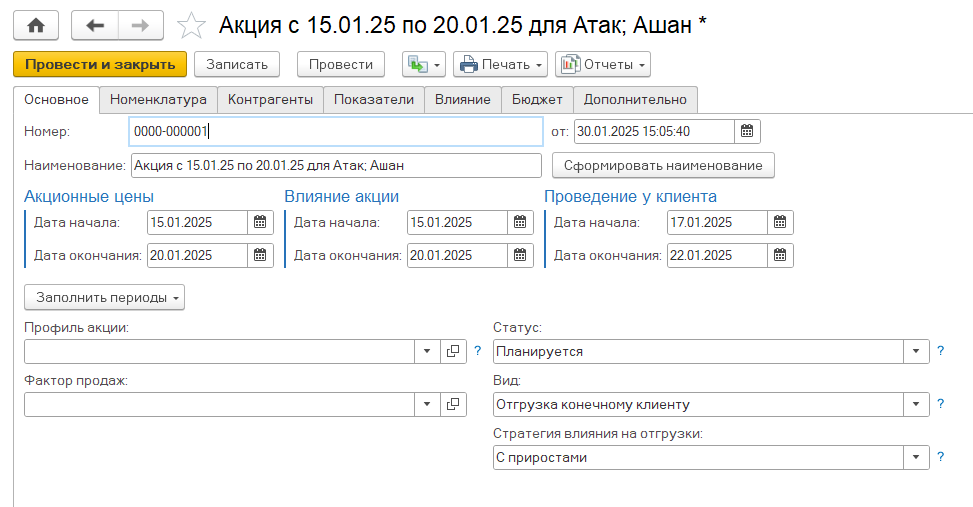 Акция с 15.01.25 по 20.01.25 для Атак; Ашан *
Провести и закрыть Записать Провести Печать Отчеты
Основное Номенклатура Контрагенты Показатели Влияние Бюджет Дополнительно
Номер: 0000-000001 от: 30.01.2025 15:05:40
Наименование: Акция с 15.01.25 по 20.01.25 для Атак; Ашан Сформировать наименование
Акционные цены Влияние акции Проведение у клиента
Дата начала: 15.01.2025 Дата начала: 15.01.2025 Дата начала: 17.01.2025
Дата окончания: 20.01.2025 Дата окончания: 20.01.2025 Дата окончания: 22.01.2025
Заполнить периоды
Профиль акции: Статус:
? Планируется ?
Фактор продаж: Вид:
Отгрузка конечному клиенту ?
Стратегия влияния на отгрузки:
С приростами ?